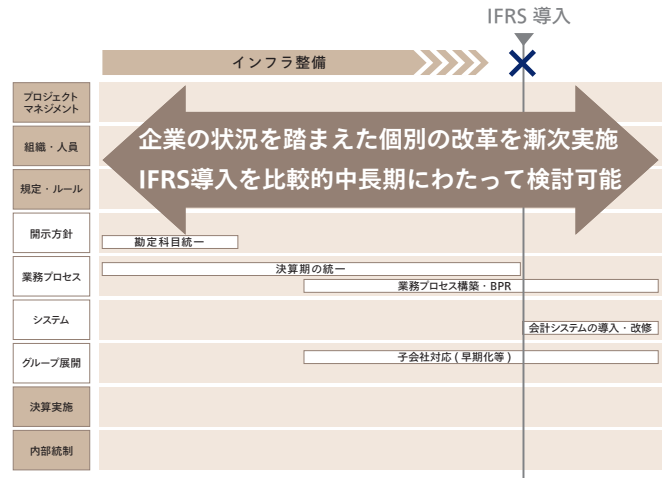 IFRS 導入
インフラ整備
プロジェクト
マネジメント
組織・人員
企業の状況を踏まえた個別の改革を漸次実施
IFRS導入を比較的中長期にわたって検討可能
規定・ルール
開示方針
勘定科目統一
業務プロセス
決算期の統一
業務プロセス構築・BPR
システム
会計システムの導入・改修
グループ展開
子会社対応 ( 早期化等 )
決算実施
内部統制